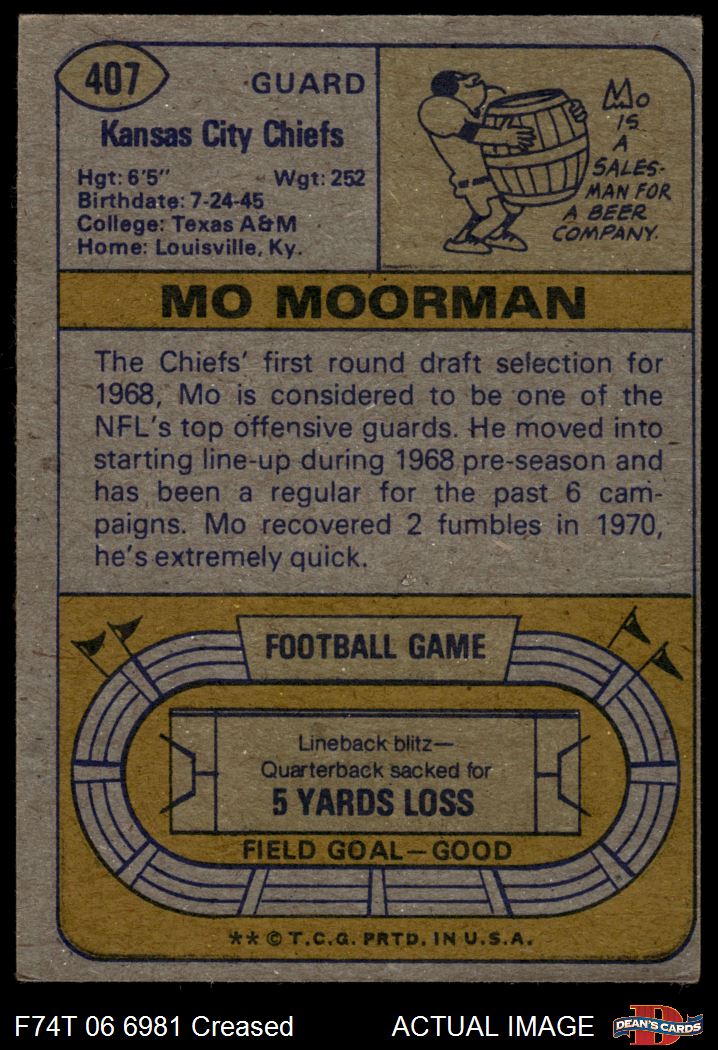 407
GUARD
Kansas City Chiefs
Hgt: 6'5" Wgt: 252
Birthdate: 7-24-45
College: Texas A&M
Home: Louisville, Ky.
Mo
IS
A
SALES-
MAN FOR
A BEER
COMPANY.
MO MOORMAN
The Chiefs' first round draft selection for
1968, Mo is considered to be one of the
NFL's top offensive guards. He moved into
starting line-up during 1968 pre-season and
has been a regular for the past 6 cam-
paigns. Mo recovered 2 fumbles in 1970,
he's extremely quick.
FOOTBALL GAME
Lineback blitz—
Quarterback sacked for
5 YARDS LOSS
FIELD GOAL—GOOD
** © T.C.G. PRTD. IN U.S.A.
F74T 06 6981 Creased ACTUAL IMAGE
D
DEAN'S CARDS